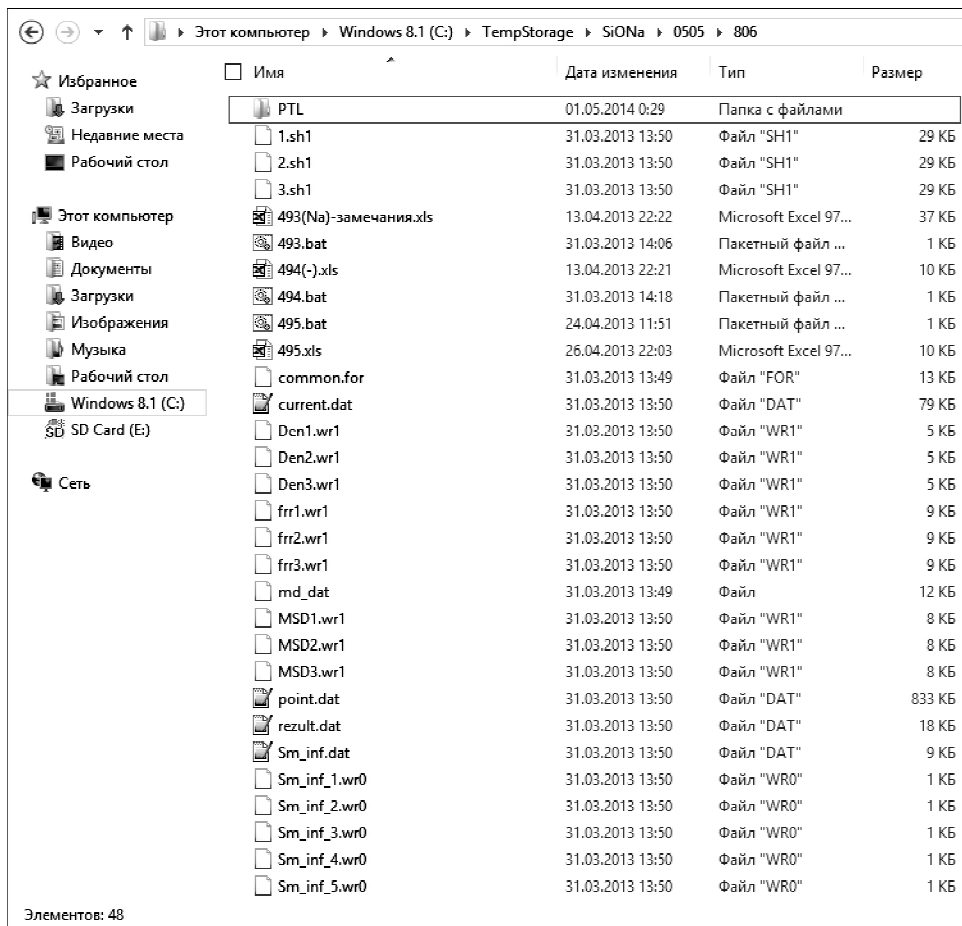 Этот компьютер Windows 8.1 (C:) TempStorage SiONa 0505 806
Избранное
Загрузки
Недавние места
Рабочий стол
Этот компьютер
Видео
Документы
Загрузки
Изображения
Музыка
Рабочий стол
Windows 8.1 (C:)
SD Card (E:)
Сеть
Имя Дата изменения Тип Размер
PTL 01.05.2014 0:29 Папка с файлами
1.sh1 31.03.2013 13:50 Файл "SH1" 29 КБ
2.sh1 31.03.2013 13:50 Файл "SH1" 29 КБ
3.sh1 31.03.2013 13:50 Файл "SH1" 29 КБ
493(Na)-замечания.xls 13.04.2013 22:22 Microsoft Excel 97... 37 КБ
493.bat 31.03.2013 14:06 Пакетный файл ... 1 КБ
494(-).xls 13.04.2013 22:21 Microsoft Excel 97... 10 КБ
494.bat 31.03.2013 14:18 Пакетный файл ... 1 КБ
495.bat 24.04.2013 11:51 Пакетный файл ... 1 КБ
495.xls 26.04.2013 22:03 Microsoft Excel 97... 10 КБ
common.for 31.03.2013 13:49 Файл "FOR" 13 КБ
current.dat 31.03.2013 13:50 Файл "DAT" 79 КБ
Den1.wr1 31.03.2013 13:50 Файл "WR1" 5 КБ
Den2.wr1 31.03.2013 13:50 Файл "WR1" 5 КБ
Den3.wr1 31.03.2013 13:50 Файл "WR1" 5 КБ
frr1.wr1 31.03.2013 13:50 Файл "WR1" 9 КБ
frr2.wr1 31.03.2013 13:50 Файл "WR1" 9 КБ
frr3.wr1 31.03.2013 13:50 Файл "WR1" 9 КБ
md_dat 31.03.2013 13:49 Файл 12 КБ
MSD1.wr1 31.03.2013 13:50 Файл "WR1" 8 КБ
MSD2.wr1 31.03.2013 13:50 Файл "WR1" 8 КБ
MSD3.wr1 31.03.2013 13:50 Файл "WR1" 8 КБ
point.dat 31.03.2013 13:50 Файл "DAT" 833 КБ
rezult.dat 31.03.2013 13:50 Файл "DAT" 18 КБ
Sm_inf.dat 31.03.2013 13:50 Файл "DAT" 9 КБ
Sm_inf_1.wr0 31.03.2013 13:50 Файл "WR0" 1 КБ
Sm_inf_2.wr0 31.03.2013 13:50 Файл "WR0" 1 КБ
Sm_inf_3.wr0 31.03.2013 13:50 Файл "WR0" 1 КБ
Sm_inf_4.wr0 31.03.2013 13:50 Файл "WR0" 1 КБ
Sm_inf_5.wr0 31.03.2013 13:50 Файл "WR0" 1 КБ
Элементов: 48